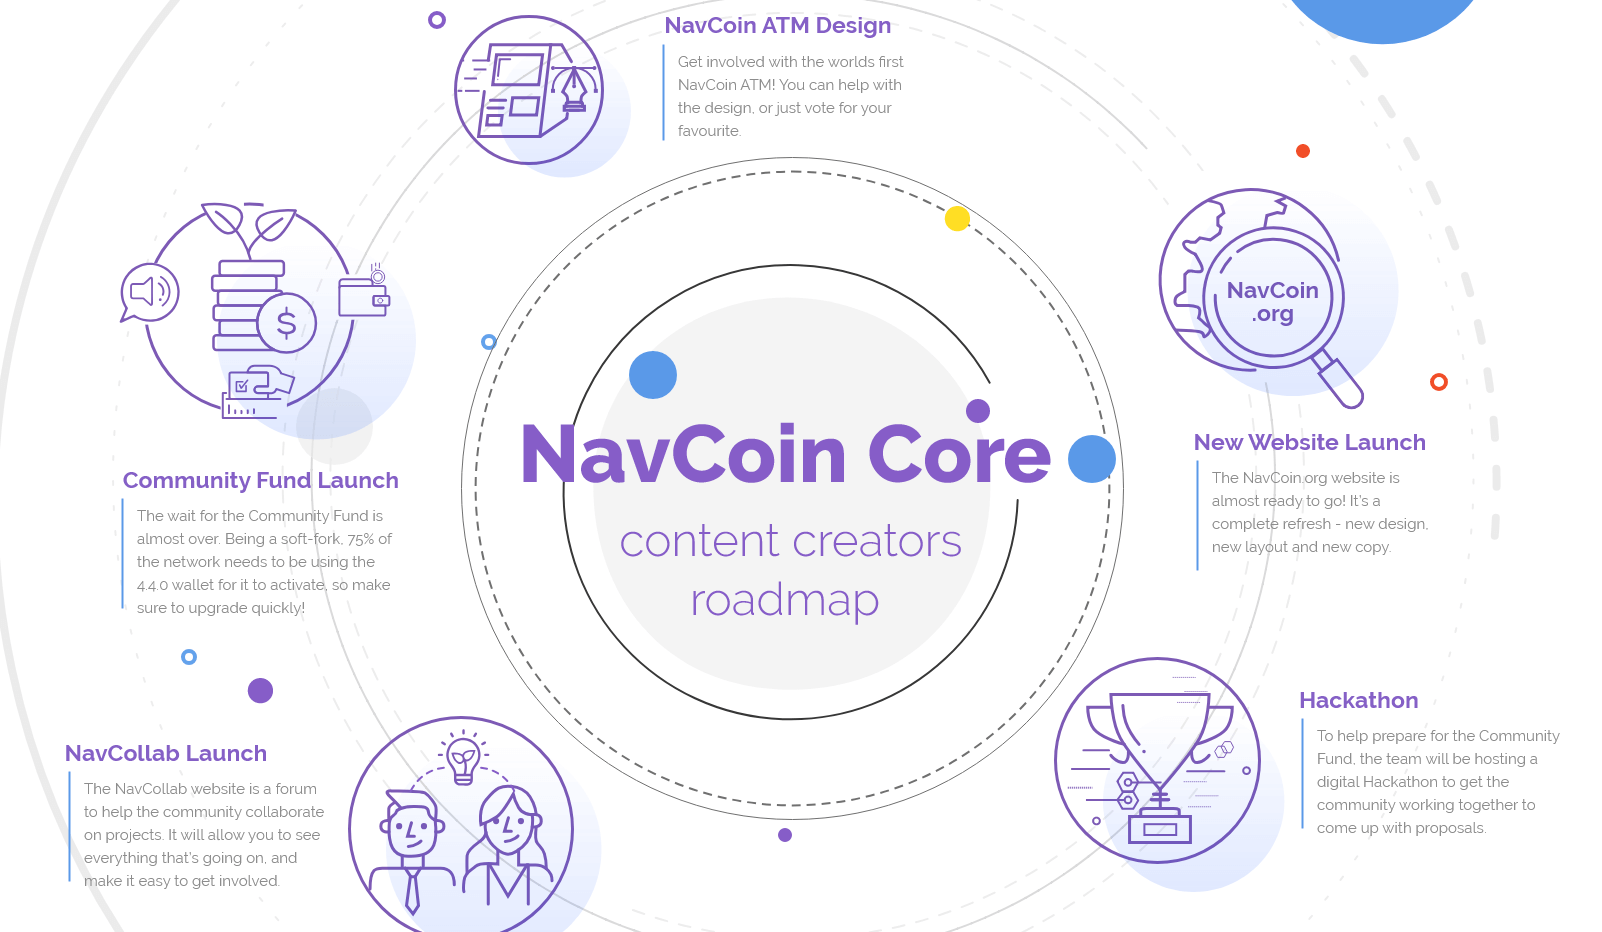 NavCoin ATM Design
Get involved with the worlds first
NavCoin ATM! You can help with
the design, or just vote for your
favourite.
NavCoin
.org
New Website Launch
The NavCoin.org website is
almost ready to go! It's a
complete refresh - new design,
new layout and new copy.
$
Community Fund Launch
The wait for the Community Fund is
almost over. Being a soft-fork, 75% of
the network needs to be using the
4.4.0 wallet for it to activate, so make
sure to upgrade quickly!
NavCoin Core
content creators
roadmap
NavCollab Launch
The NavCollab website is a forum
to help the community collaborate
on projects. It will allow you to see
everything that's going on, and
make it easy to get involved.
Hackathon
To help prepare for the Community
Fund, the team will be hosting a
digital Hackathon to get the
community working together to
come up with proposals.